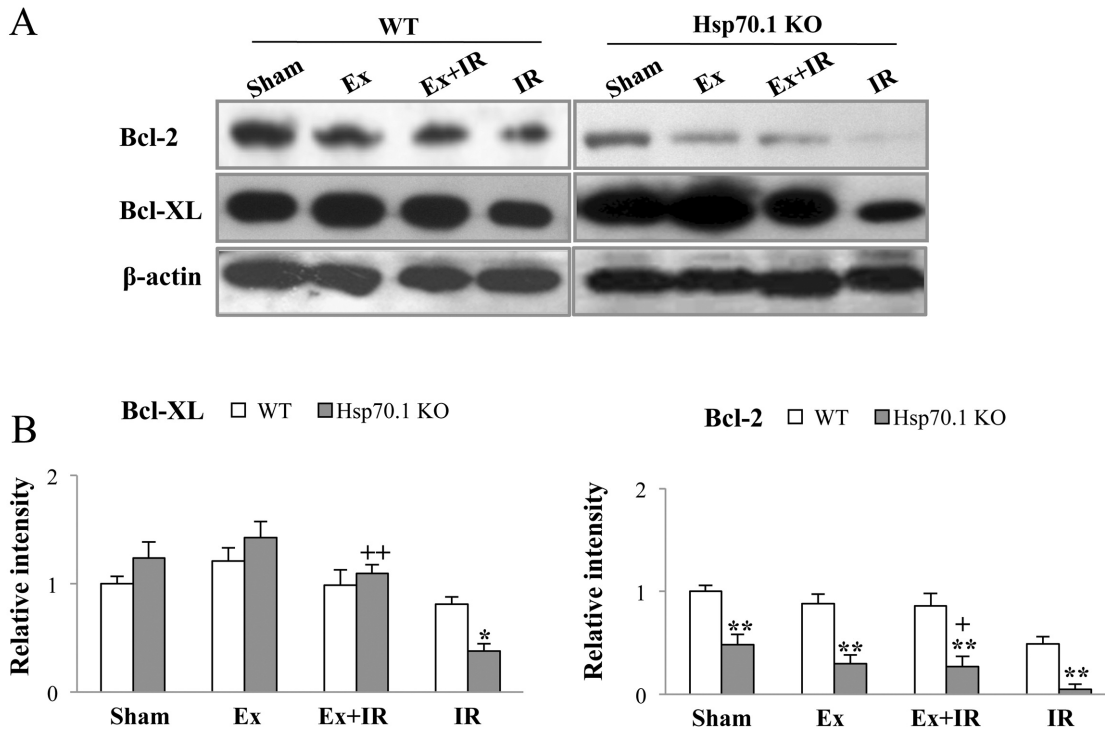 A
WT Hsp70.1 KO
Sham Ex Ex+IR IR Sham Ex Ex+IR IR
Bcl-2
Bcl-XL
β-actin
B
Bcl-XL WT Hsp70.1 KO
Relative intensity
2
1
0
++
*
Sham Ex Ex+IR IR
Bcl-2 WT Hsp70.1 KO
Relative intensity
2
1
0
+
** ** ** **
Sham Ex Ex+IR IR